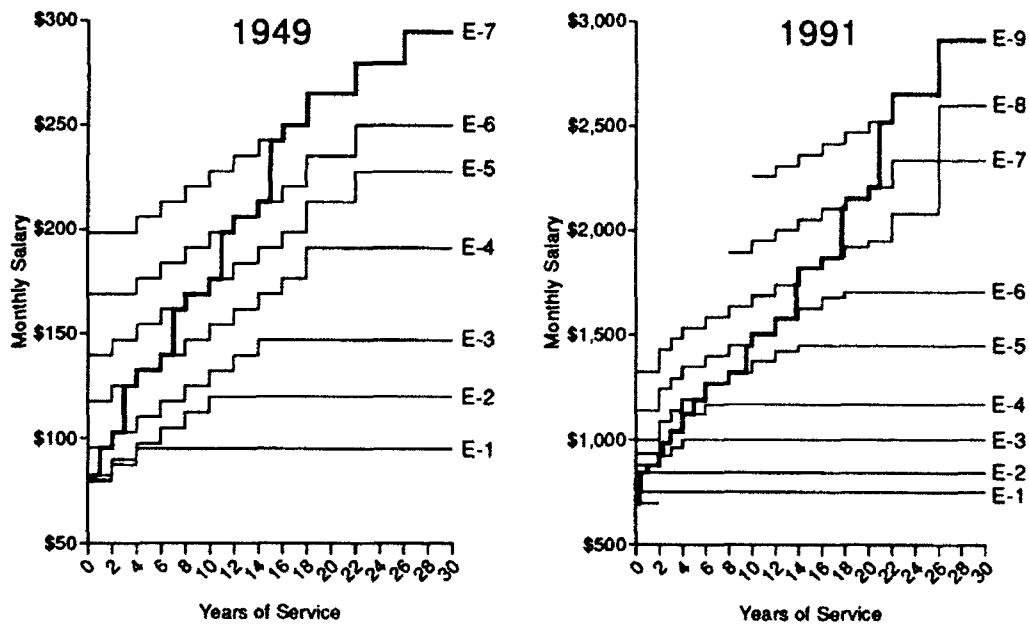 1949
Monthly Salary
$300
$250
$200
$150
$100
$50
E-7
E-6
E-5
E-4
E-3
E-2
E-1
0 2 4 6 8 10 12 14 16 18 20 22 24 26 28 30
Years of Service
1991
Monthly Salary
$3,000
$2,500
$2,000
$1,500
$1,000
$500
E-9
E-8
E-7
E-6
E-5
E-4
E-3
E-2
E-1
0 2 4 6 8 10 12 14 16 18 20 22 24 26 28 30
Years of Service